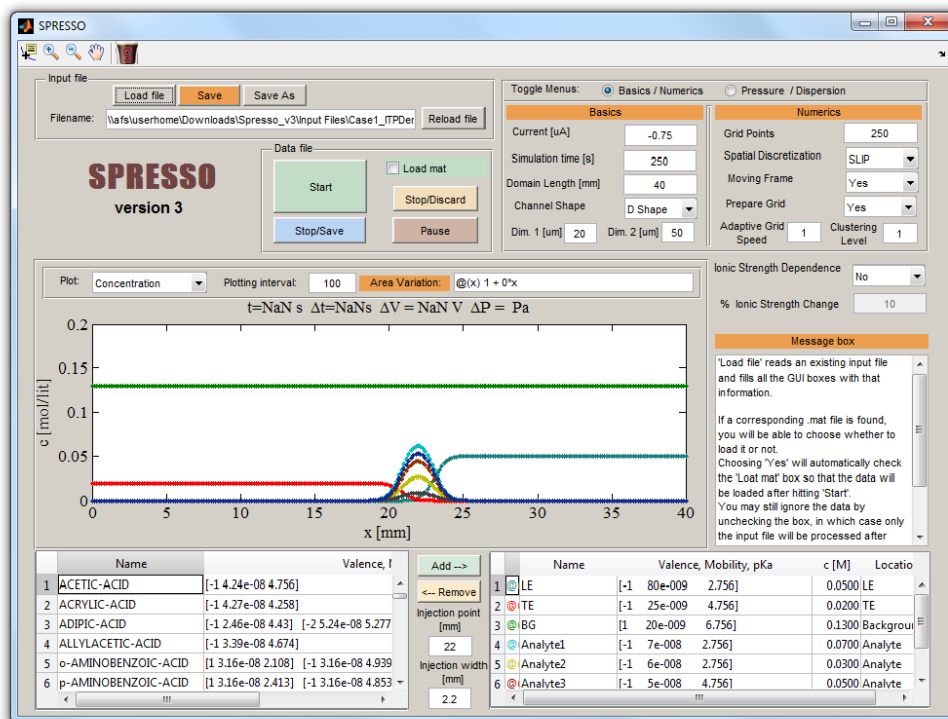 SPRESSO
Input file
Load file Save Save As
Filename: \\afs\userhome\Downloads\Spresso_v3\Input Files\Case1_ITPDer Reload file
SPRESSO
version 3
Data file
Start
Load mat
Stop/Discard
Stop/Save
Pause
Toggle Menus: Basics / Numerics Pressure / Dispersion
Basics
Current [uA] -0.75
Simulation time [s] 250
Domain Length [mm] 40
Channel Shape D Shape
Dim. 1 [um] 20 Dim. 2 [um] 50
Numerics
Grid Points 250
Spatial Discretization SLIP
Moving Frame Yes
Prepare Grid Yes
Adaptive Grid Speed 1 Clustering Level 1
Ionic Strength Dependence No
% Ionic Strength Change 10
Plot: Concentration Plotting interval: 100 Area Variation: @(x) 1 + 0*x
t=NaN s Δt=NaNs ΔV = NaN V ΔP = Pa
c [mol/lit]
0.2
0.15
0.1
0.05
0
0 5 10 15 20 25 30 35 40
x [mm]
Message box
'Load file' reads an existing input file
and fills all the GUI boxes with that
information.
If a corresponding .mat file is found,
you will be able to choose whether to
load it or not.
Choosing 'Yes' will automatically check
the 'Loat mat' box so that the data will
be loaded after hitting 'Start'.
You may still ignore the data by
unchecking the box, in which case only
the input file will be processed after
Name Valence, M
1 ACETIC-ACID [-1 4.24e-08 4.756]
2 ACRYLIC-ACID [-1 4.27e-08 4.258]
3 ADIPIC-ACID [-1 2.46e-08 4.43] [-2 5.24e-08 5.277
4 ALLYLACETIC-ACID [-1 3.39e-08 4.674]
5 o-AMINOBENZOIC-ACID [1 3.16e-08 2.108] [-1 3.16e-08 4.939
6 p-AMINOBENZOIC-ACID [1 3.16e-08 2.413] [-1 3.16e-08 4.853
Add -->
<-- Remove
Injection point
[mm]
22
Injection width
[mm]
2.2
Name Valence, Mobility, pKa c [M] Locatio
1 @ LE [-1 80e-009 2.756] 0.0500 LE
2 @( TE [-1 25e-009 4.756] 0.0200 TE
3 @( BG [1 20e-009 6.756] 0.1300 Backgrour
4 @( Analyte1 [-1 7e-008 2.756] 0.0700 Analyte
5 @( Analyte2 [-1 6e-008 2.756] 0.0300 Analyte
6 @( Analyte3 [-1 5e-008 4.756] 0.0500 Analyte